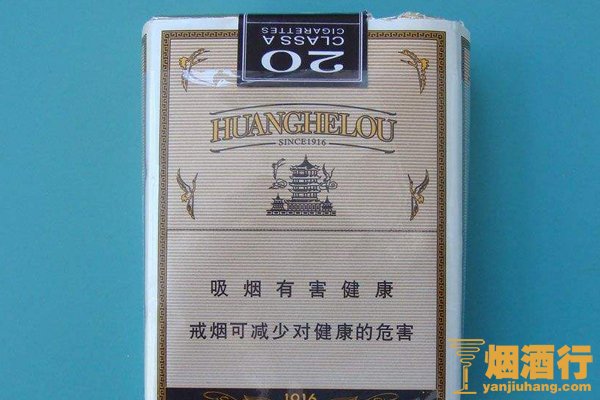 20
CLASS A
CIGARETTES
HUANGHELOU
SINCE1916
吸烟有害健康
戒烟可减少对健康的危害
1916
烟酒行
yanjiuhang.com